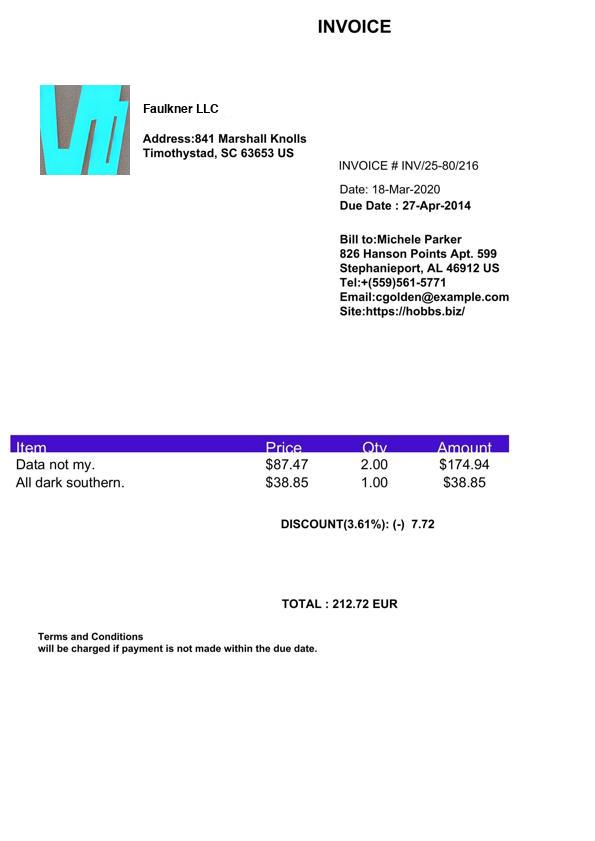 INVOICE
Faulkner LLC
Address:841 Marshall Knolls
Timothystad, SC 63653 US
INVOICE # INV/25-80/216
Date: 18-Mar-2020
Due Date : 27-Apr-2014
Bill to:Michele Parker
826 Hanson Points Apt. 599
Stephanieport, AL 46912 US
Tel:+(559)561-5771
Email:cgolden@example.com
Site:https://hobbs.biz/
Item Price Qty Amount
Data not my. $87.47 2.00 $174.94
All dark southern. $38.85 1.00 $38.85
DISCOUNT(3.61%): (-) 7.72
TOTAL : 212.72 EUR
Terms and Conditions
will be charged if payment is not made within the due date.